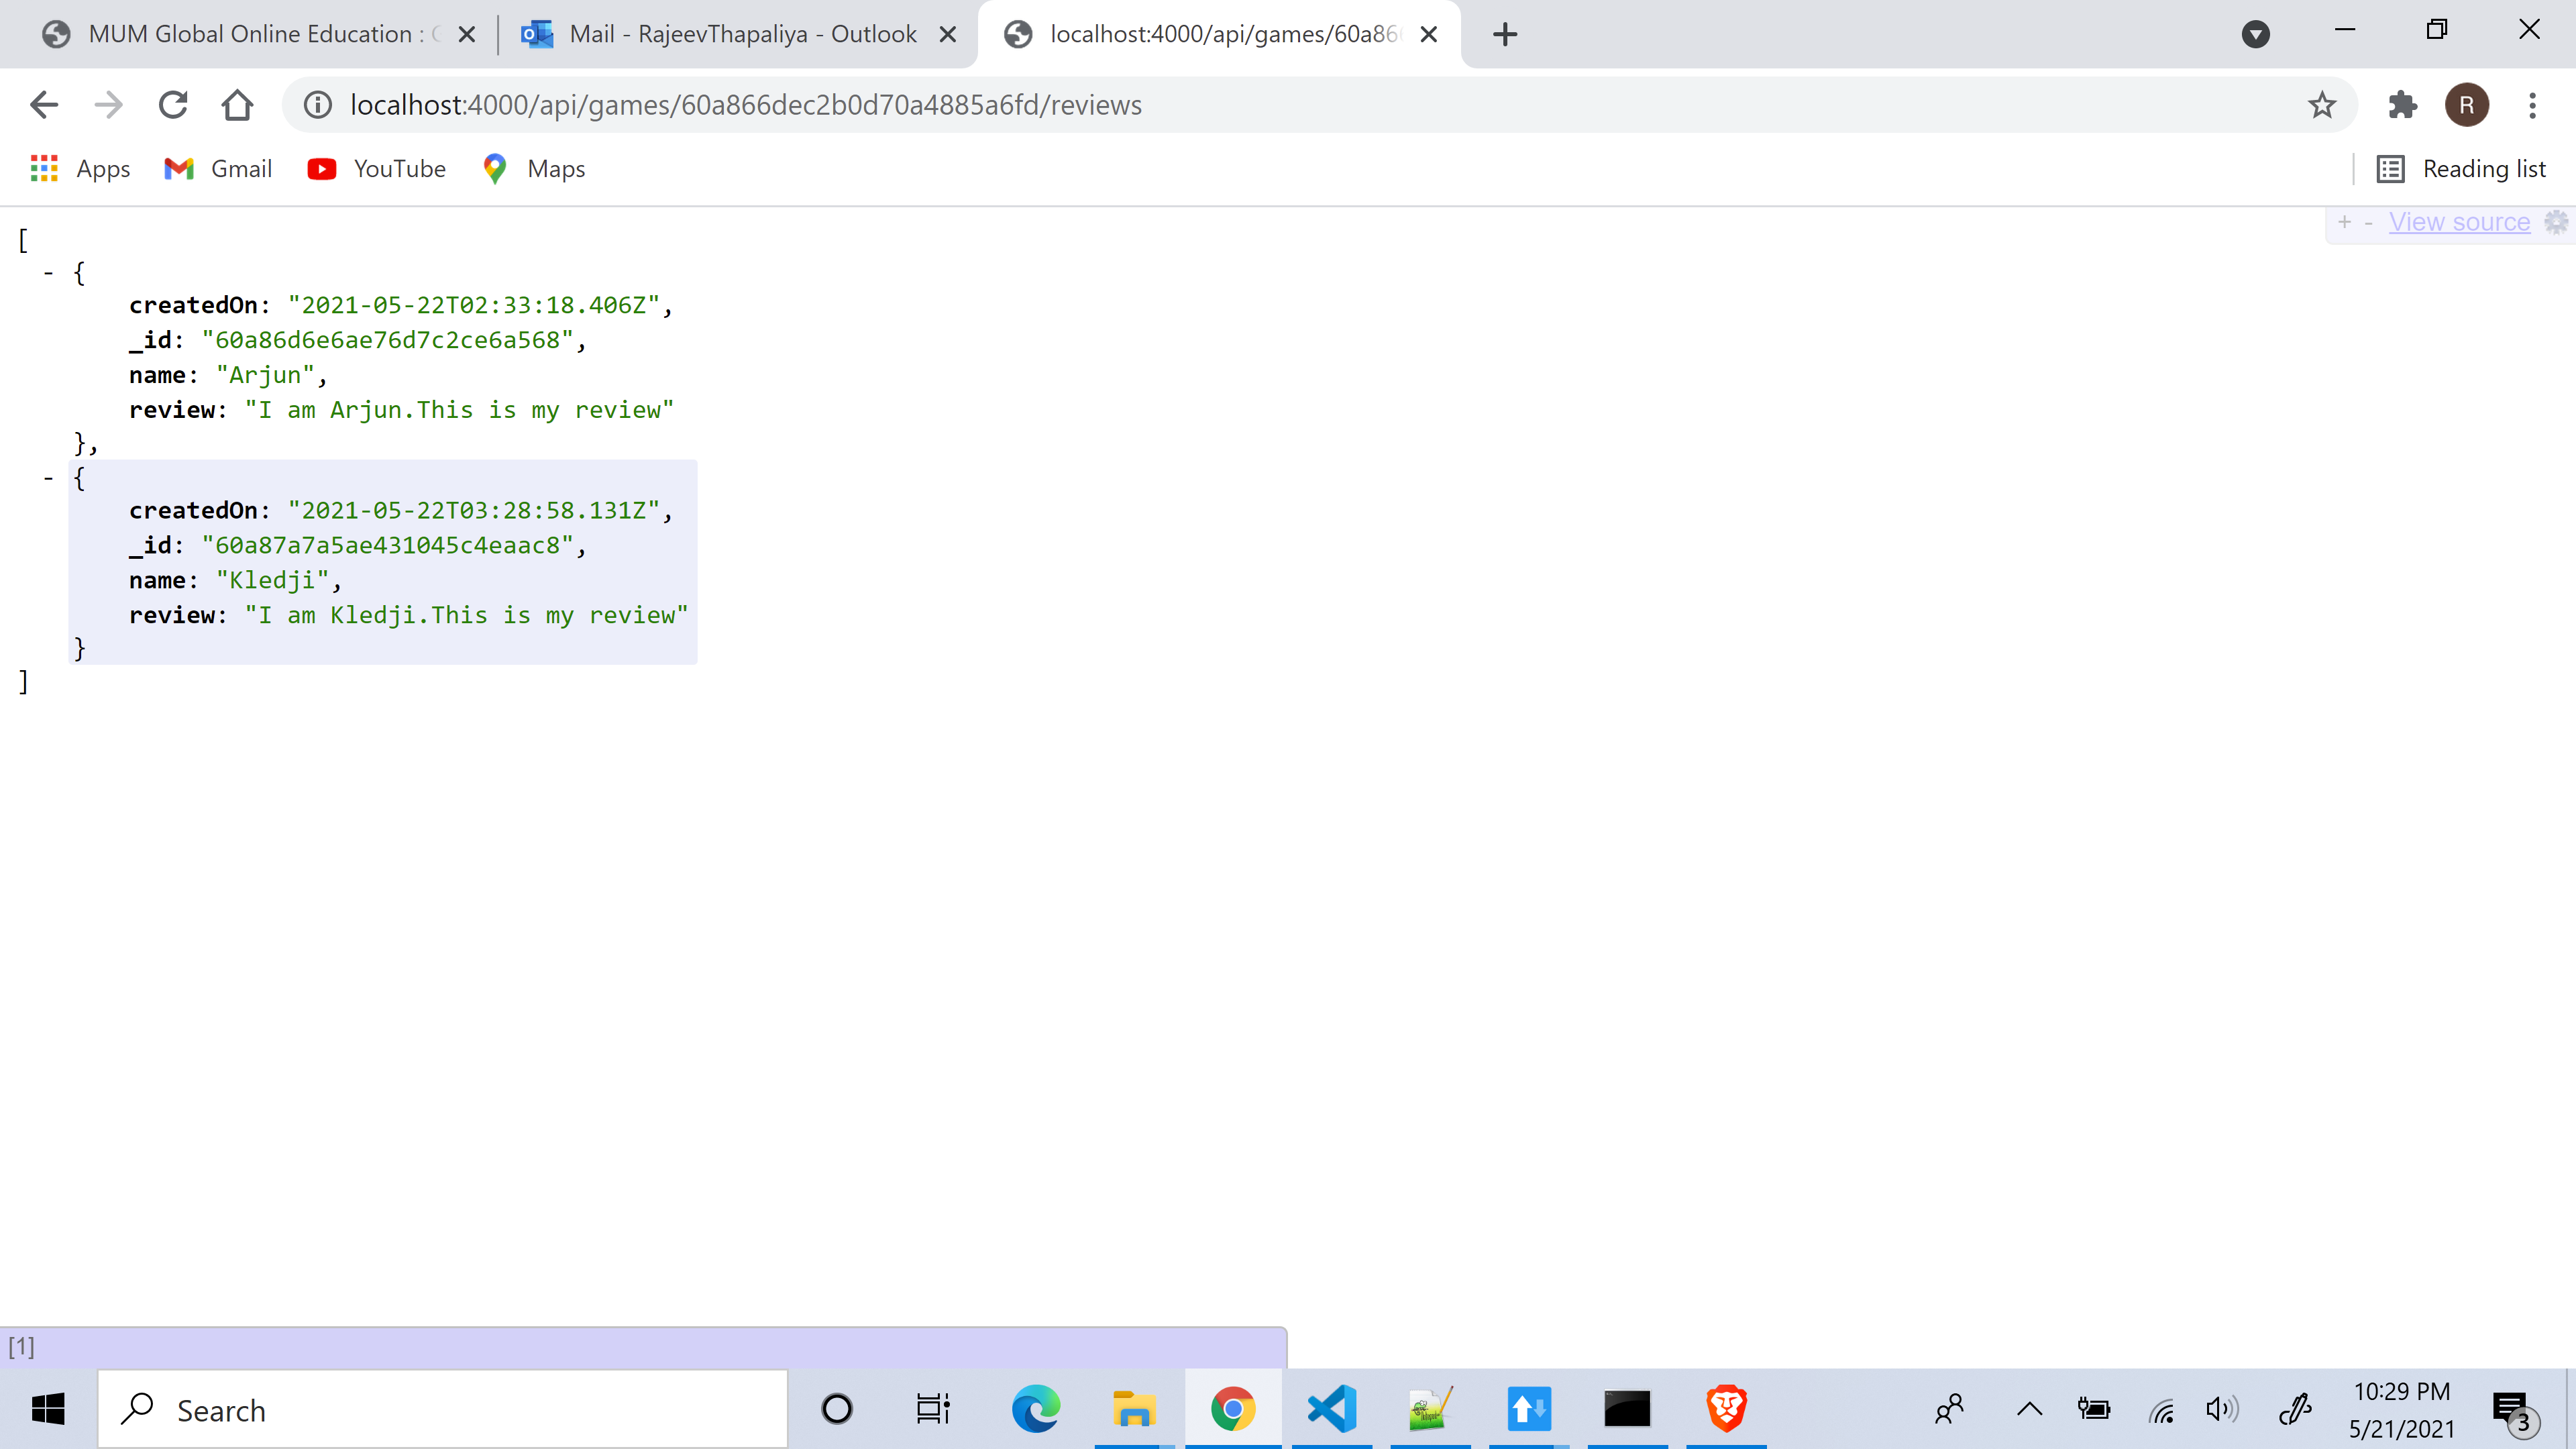 MUM Global Online Education :
Mail - RajeevThapaliya - Outlook
localhost:4000/api/games/60a86
localhost:4000/api/games/60a866dec2b0d70a4885a6fd/reviews
R
Apps
Gmail
YouTube
Maps
Reading list
+ - View source
[
- {
createdOn: "2021-05-22T02:33:18.406Z",
_id: "60a86d6e6ae76d7c2ce6a568",
name: "Arjun",
review: "I am Arjun.This is my review"
},
- {
createdOn: "2021-05-22T03:28:58.131Z",
_id: "60a87a7a5ae431045c4eaac8",
name: "Kledji",
review: "I am Kledji.This is my review"
}
]
[1]
Search
10:29 PM
5/21/2021
3